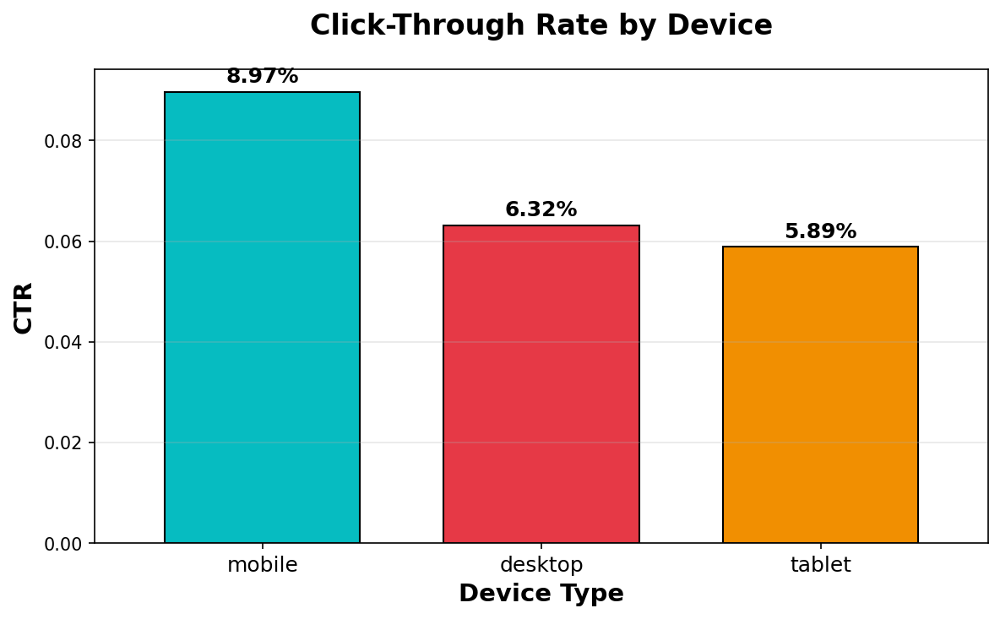 Click-Through Rate by Device
8.97%
6.32%
5.89%
0.08
0.06
0.04
0.02
0.00
CTR
mobile desktop tablet
Device Type